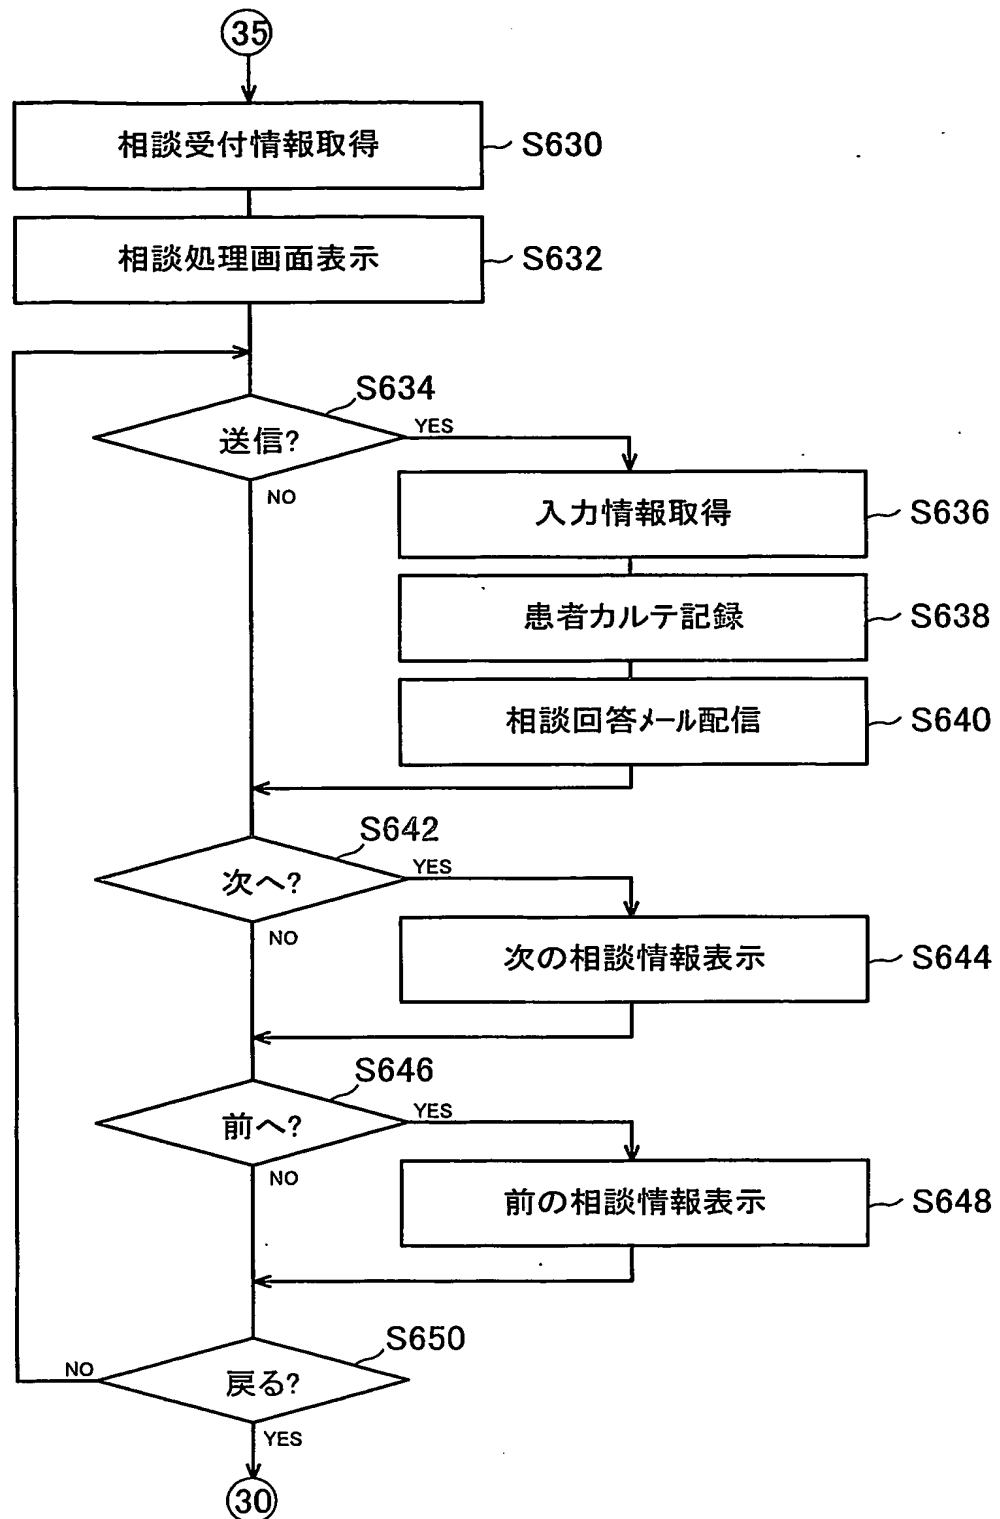 35
相談受付情報取得
S630
相談処理画面表示
S632
S634
送信?
YES
NO
入力情報取得
S636
患者カルテ記録
S638
相談回答メール配信
S640
S642
次へ?
YES
NO
次の相談情報表示
S644
S646
前へ?
YES
NO
前の相談情報表示
S648
S650
NO
戻る?
YES
30